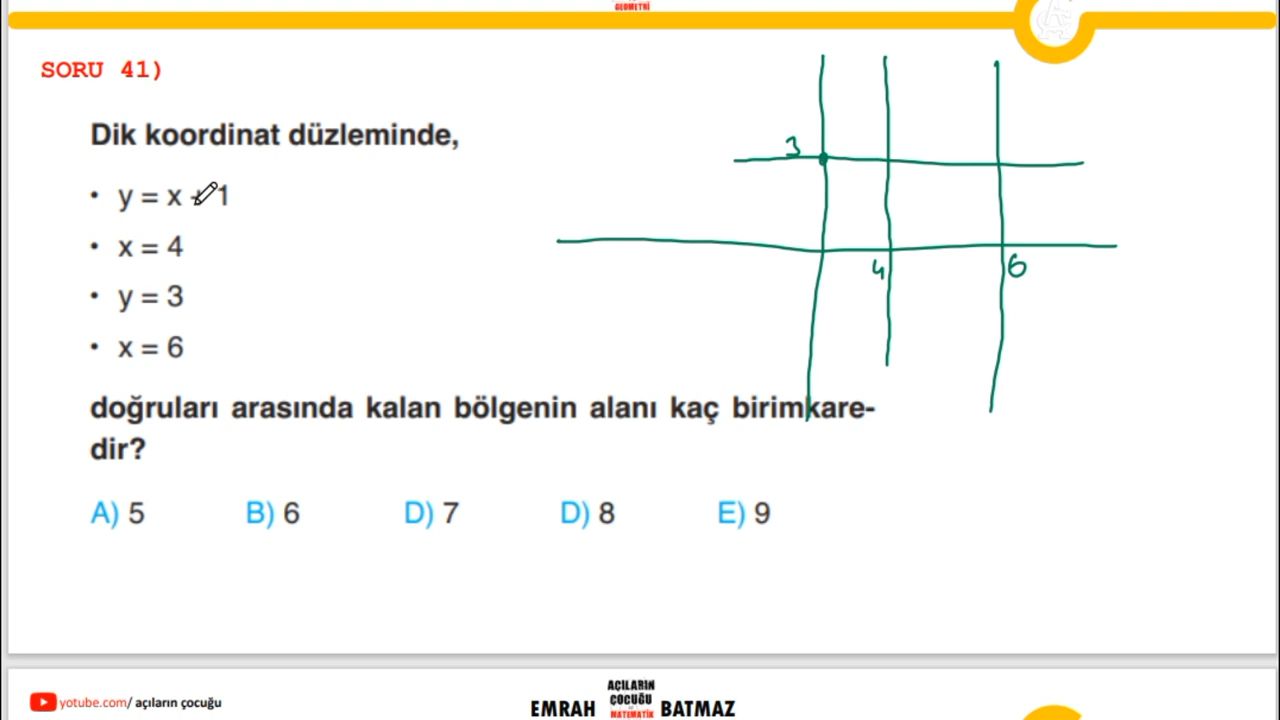 GEOMETRİ
SORU 41)
Dik koordinat düzleminde,
• y = x 1
• x = 4
• y = 3
• x = 6
doğruları arasında kalan bölgenin alanı kaç birimkare-
dir?
A) 5 B) 6 D) 7 D) 8 E) 9
3
4
6
yotube.com/ açıların çocuğu
EMRAH
AÇILARIN
ÇOCUĞU
MATEMATİK
BATMAZ